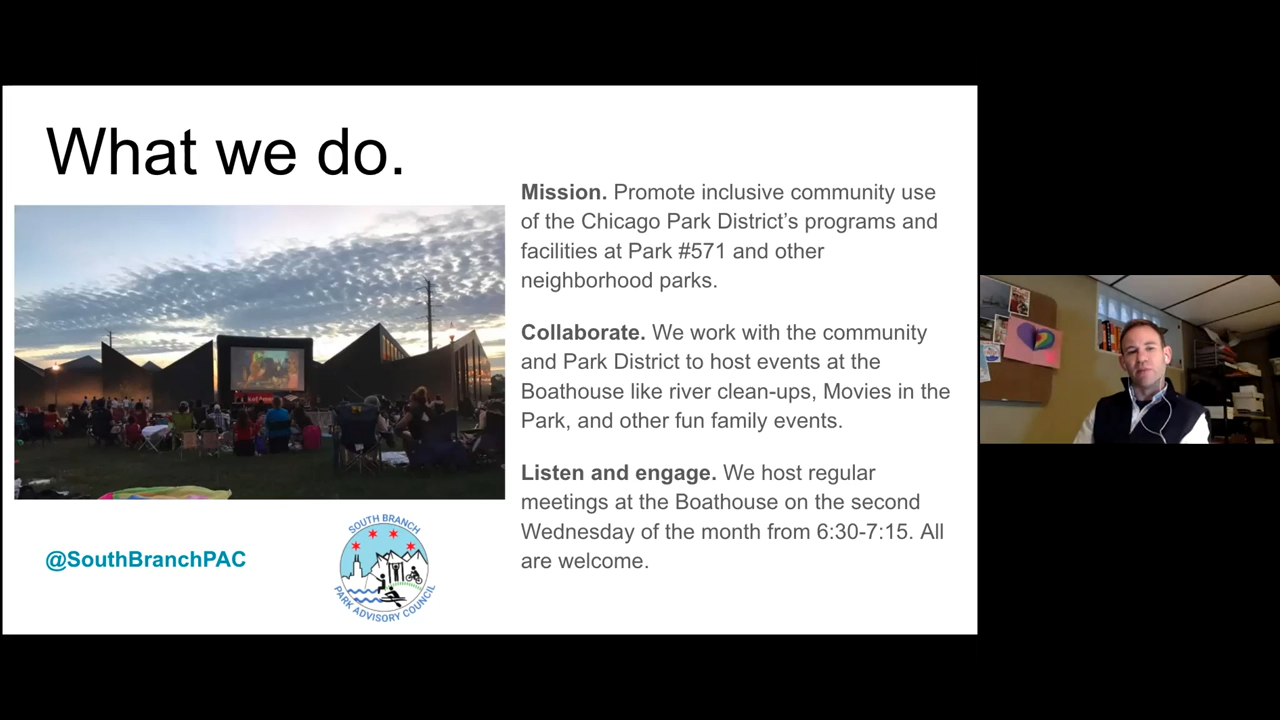 What we do.
Mission. Promote inclusive community use
of the Chicago Park District’s programs and
facilities at Park #571 and other
neighborhood parks.
Collaborate. We work with the community
and Park District to host events at the
Boathouse like river clean-ups, Movies in the
Park, and other fun family events.
Listen and engage. We host regular
meetings at the Boathouse on the second
Wednesday of the month from 6:30-7:15. All
are welcome.
@SouthBranchPAC
SOUTH BRANCH
PARK ADVISORY COUNCIL